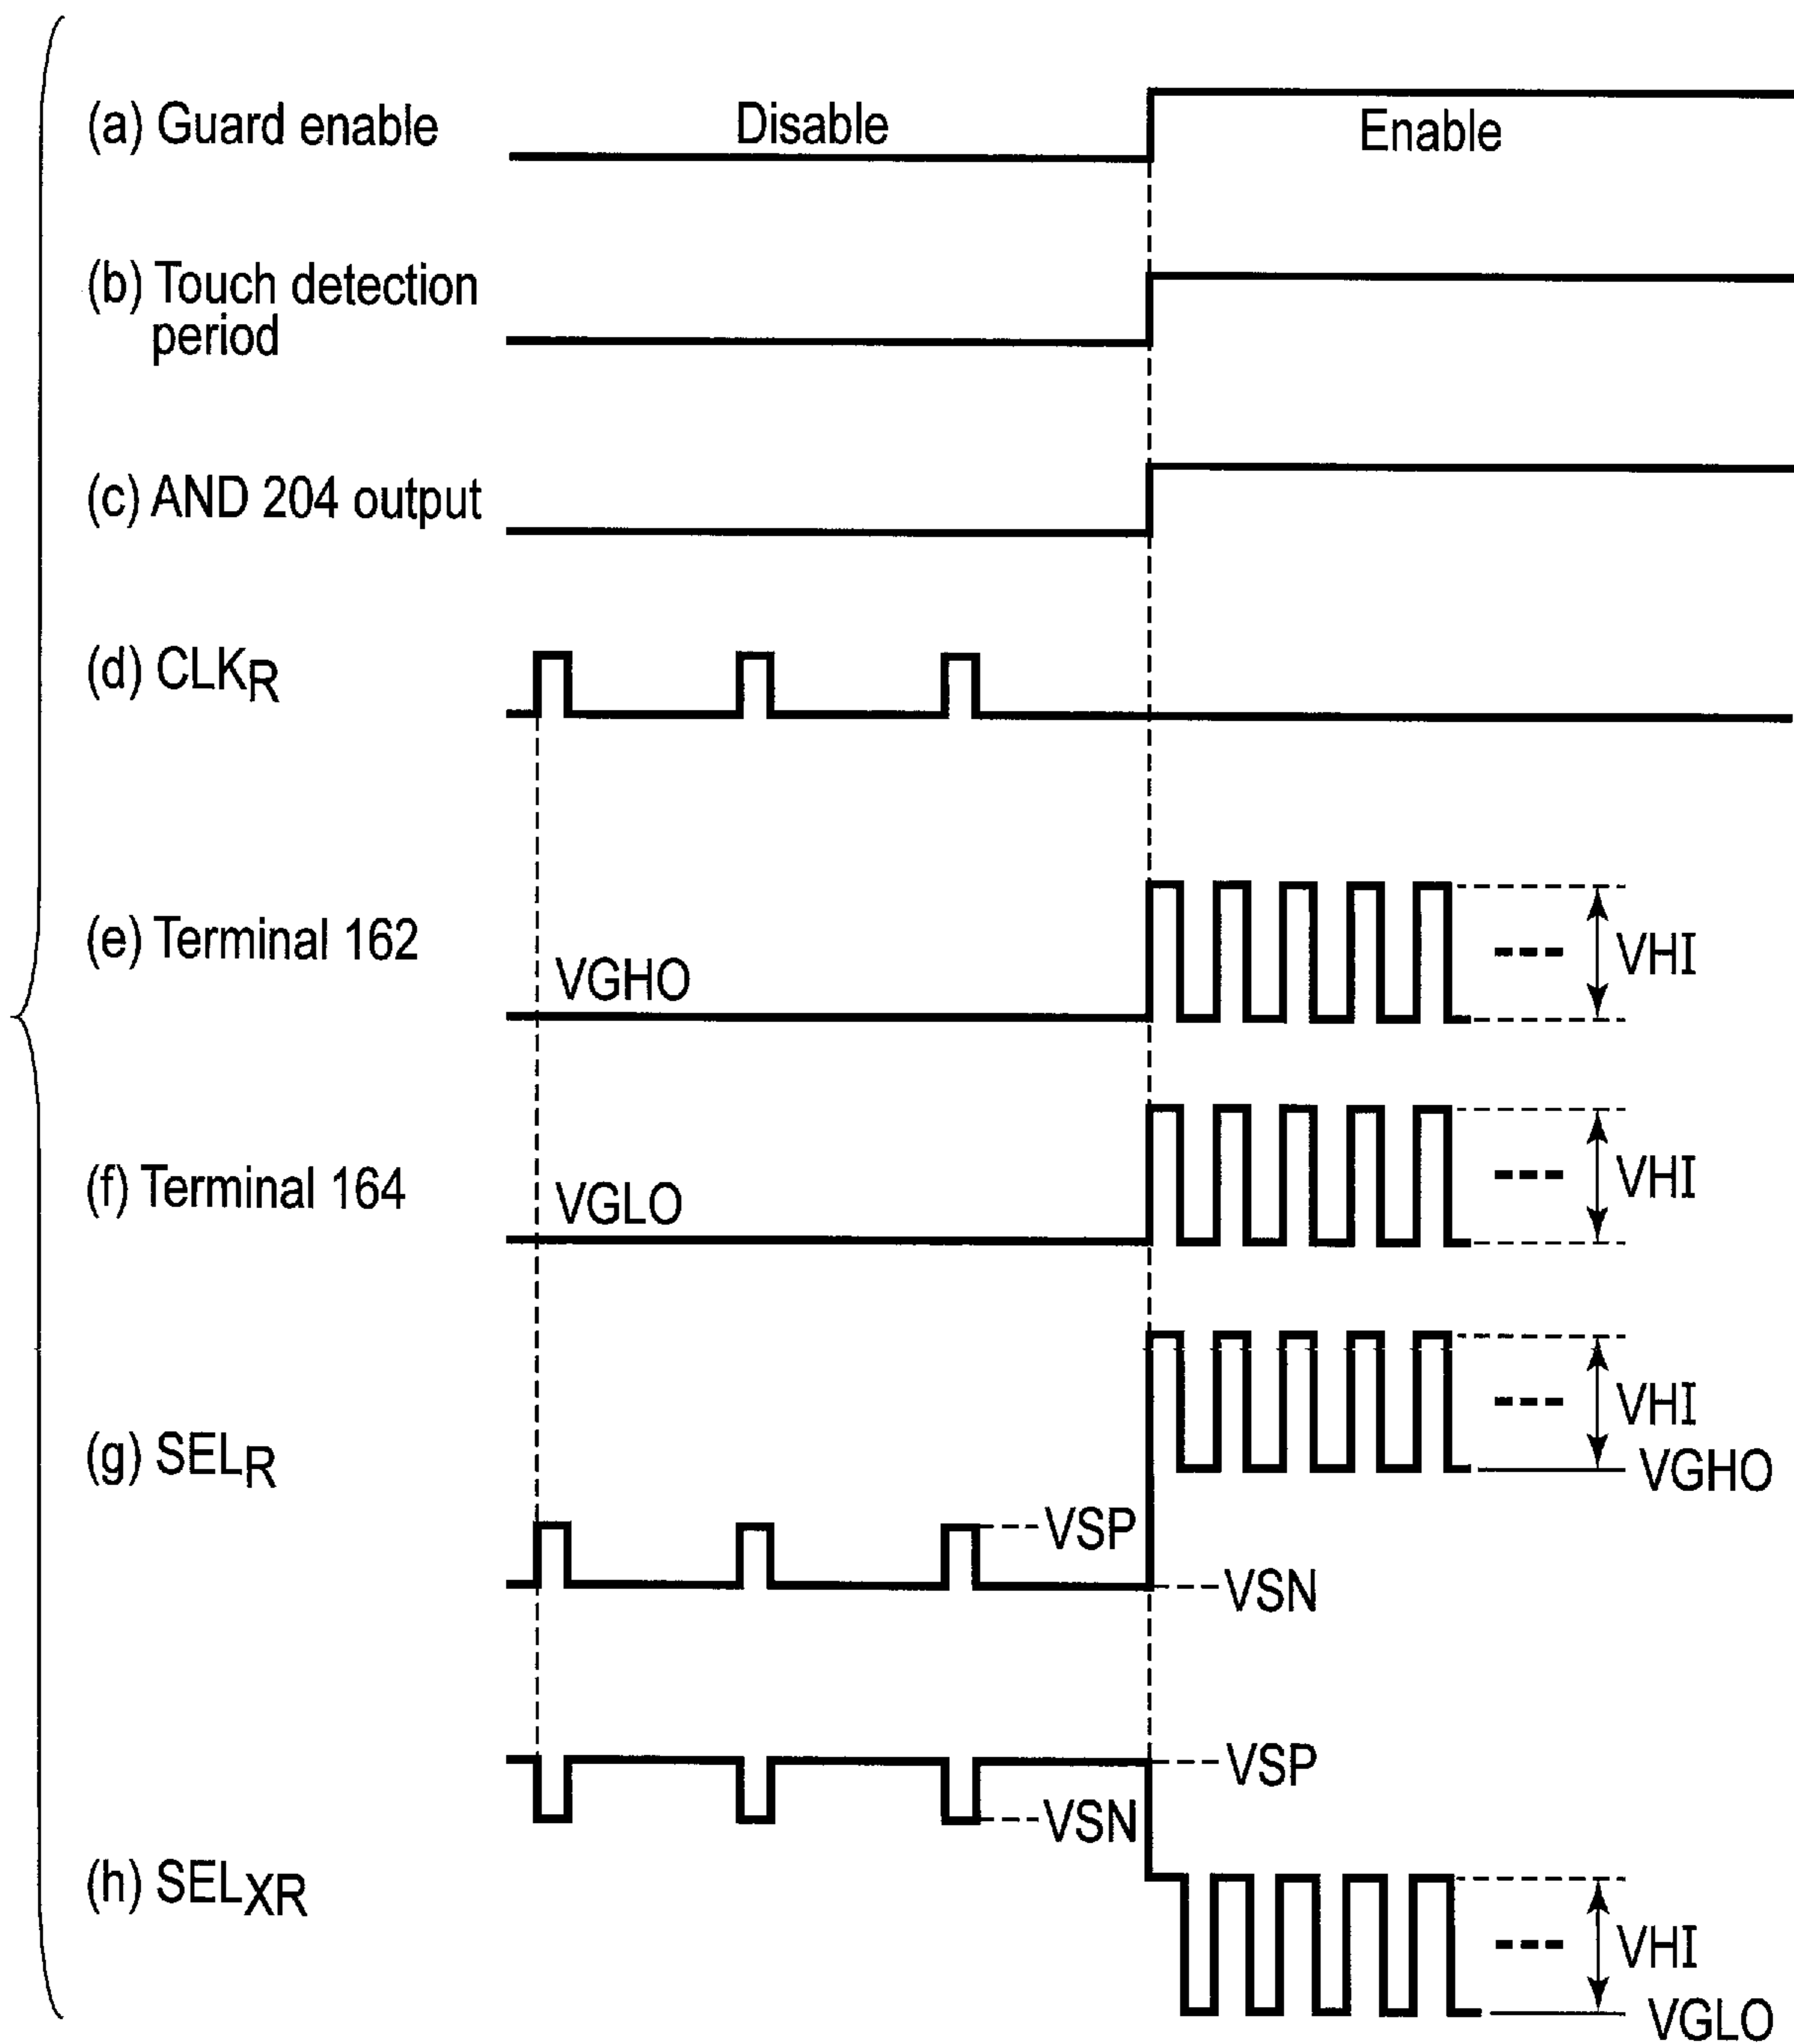 (a) Guard enable
Disable
Enable
(b) Touch detection
period
(c) AND 204 output
(d) CLKR
(e) Terminal 162
VGHO
VHI
(f) Terminal 164
VGLO
VHI
(g) SELR
VHI
VGHO
VSP
VSN
VSP
VSN
(h) SELXR
VHI
VGLO